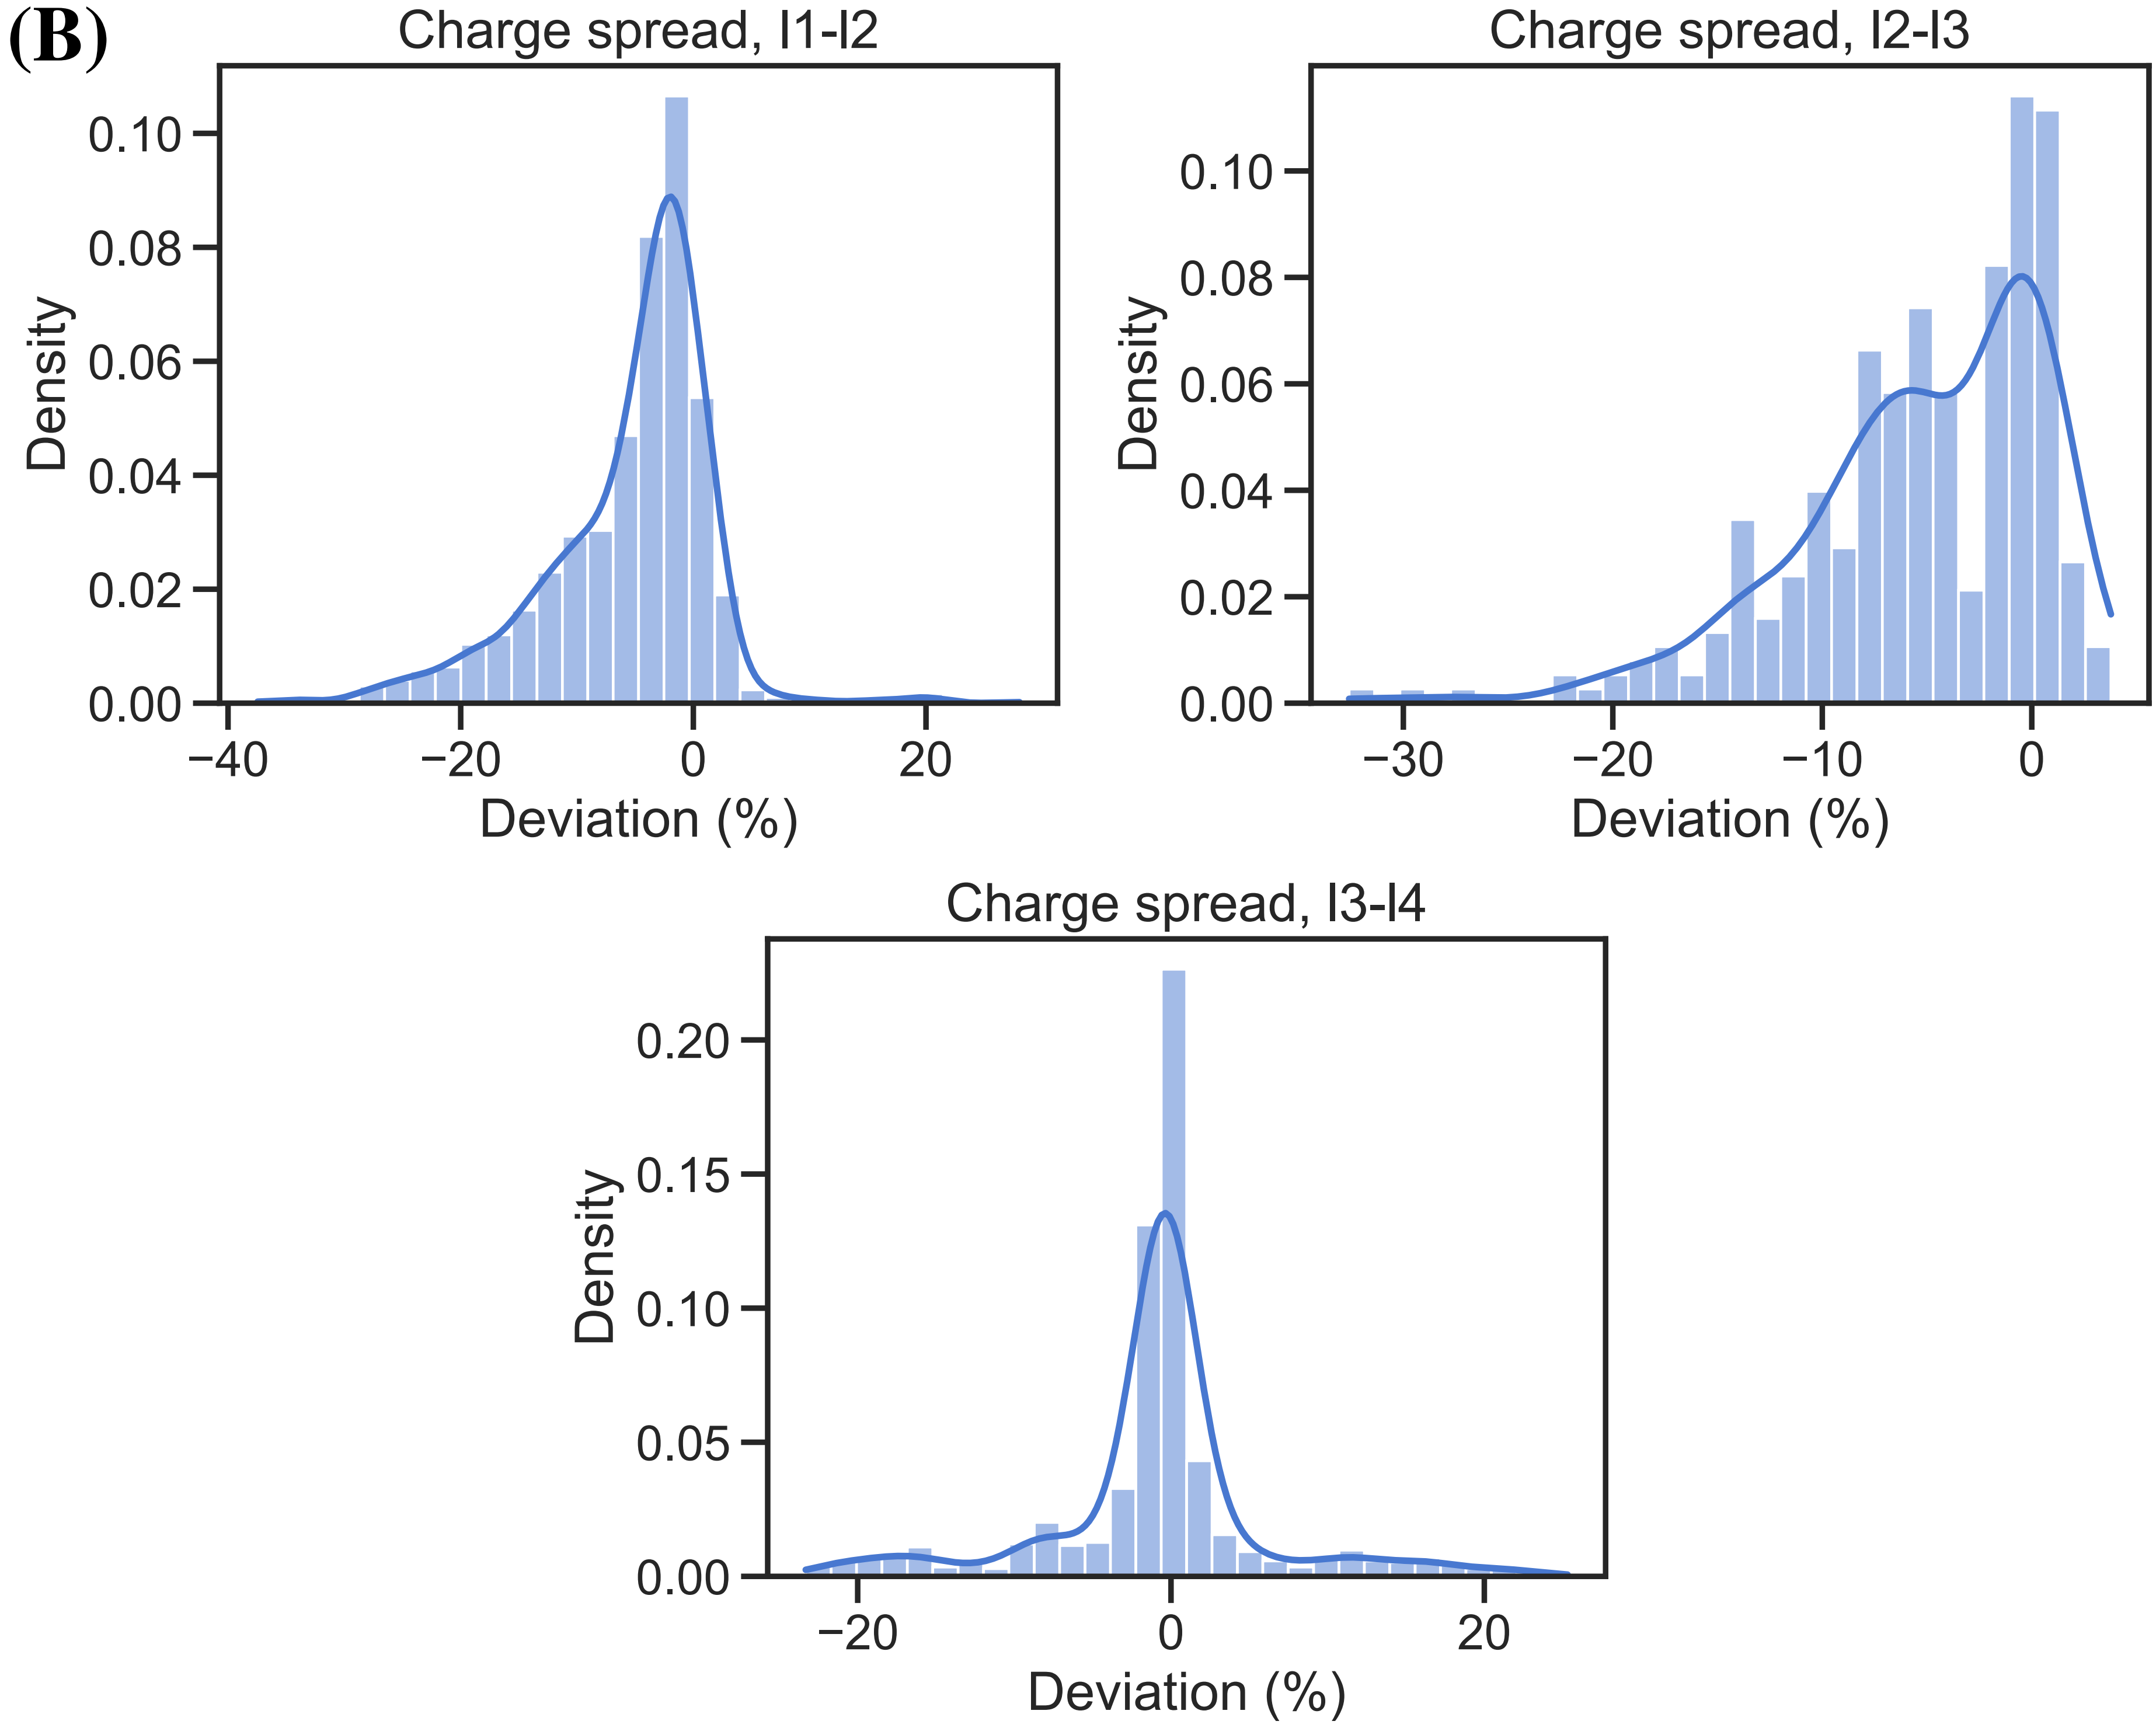 (B)
Charge spread, I1-I2
Density
0.10
0.08
0.06
0.04
0.02
0.00
−40 −20 0 20
Deviation (%)
Charge spread, I2-I3
Density
0.10
0.08
0.06
0.04
0.02
0.00
−30 −20 −10 0
Deviation (%)
Charge spread, I3-I4
Density
0.20
0.15
0.10
0.05
0.00
−20 0 20
Deviation (%)